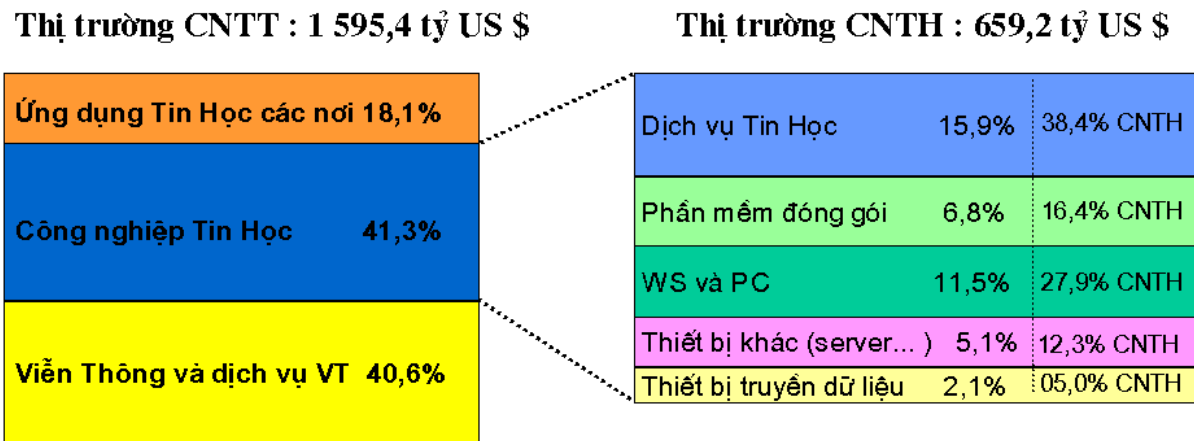 Thị trường CNTT : 1 595,4 tỷ US $
Thị trường CNTH : 659,2 tỷ US $
Ứng dụng Tin Học các nơi 18,1%
Công nghiệp Tin Học 41,3%
Viễn Thông và dịch vụ VT 40,6%
Dịch vụ Tin Học 15,9% 38,4% CNTH
Phần mềm đóng gói 6,8% 16,4% CNTH
WS và PC 11,5% 27,9% CNTH
Thiết bị khác (server... ) 5,1% 12,3% CNTH
Thiết bị truyền dữ liệu 2,1% 05,0% CNTH